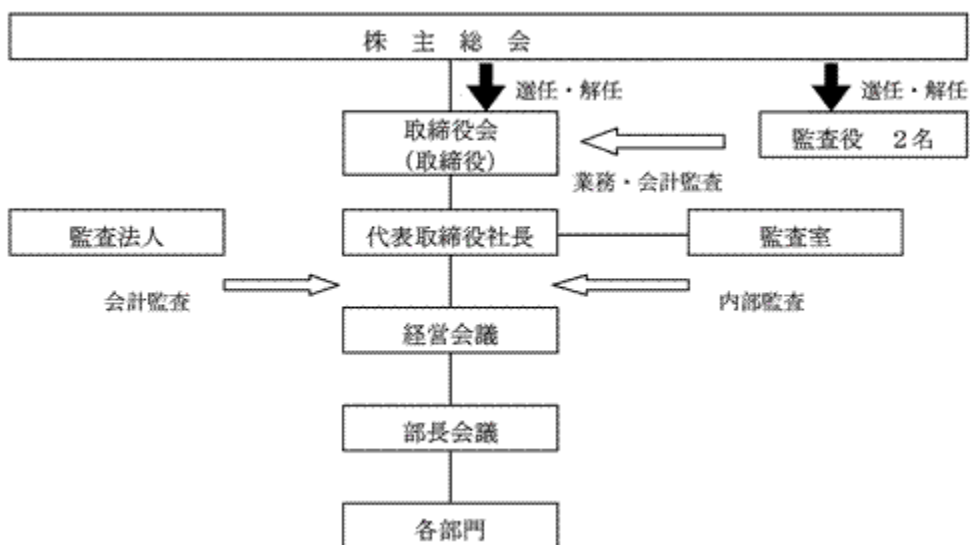 株 主 総 会
選任・解任
選任・解任
取締役会
(取締役)
監査役 2名
業務・会計監査
監査法人
代表取締役社長
監査室
会計監査
内部監査
経営会議
部長会議
各部門